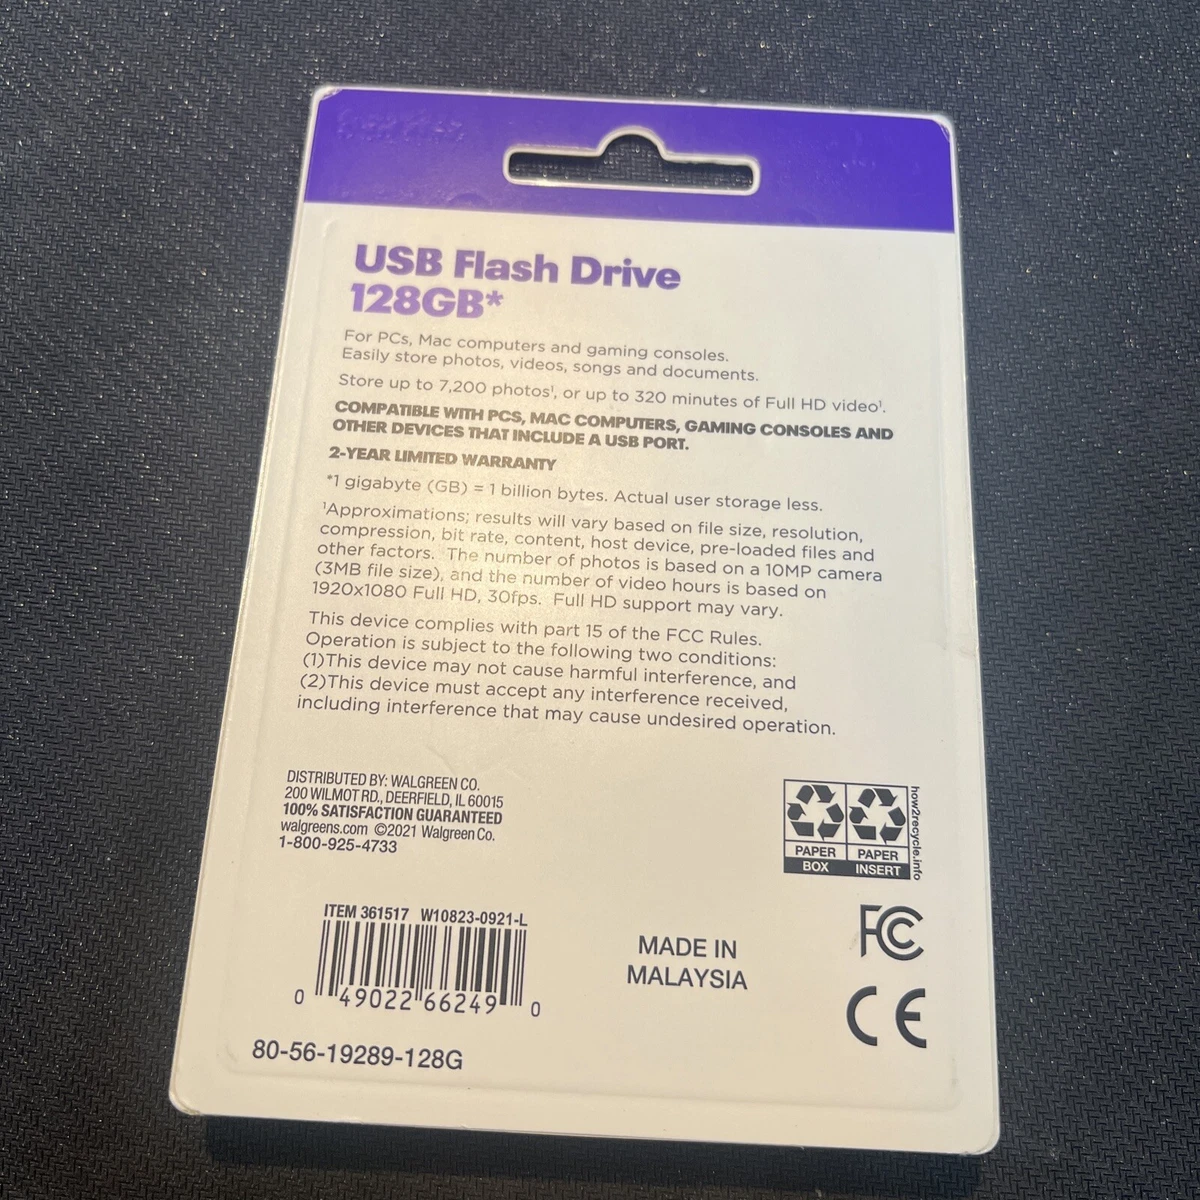 USB Flash Drive
128GB*
For PCs, Mac computers and gaming consoles.
Easily store photos, videos, songs and documents.
Store up to 7,200 photos¹, or up to 320 minutes of Full HD video¹.
COMPATIBLE WITH PCS, MAC COMPUTERS, GAMING CONSOLES AND
OTHER DEVICES THAT INCLUDE A USB PORT.
2-YEAR LIMITED WARRANTY
*1 gigabyte (GB) = 1 billion bytes. Actual user storage less.
¹Approximations; results will vary based on file size, resolution,
compression, bit rate, content, host device, pre-loaded files and
other factors. The number of photos is based on a 10MP camera
(3MB file size), and the number of video hours is based on
1920x1080 Full HD, 30fps. Full HD support may vary.
This device complies with part 15 of the FCC Rules.
Operation is subject to the following two conditions:
(1)This device may not cause harmful interference, and
(2)This device must accept any interference received,
including interference that may cause undesired operation.
DISTRIBUTED BY: WALGREEN CO.
200 WILMOT RD., DEERFIELD, IL 60015
100% SATISFACTION GUARANTEED
walgreens.com ©2021 Walgreen Co.
1-800-925-4733
PAPER PAPER
BOX INSERT
how2recycle.info
ITEM 361517 W10823-0921-L
0 49022 66249 0
MADE IN
MALAYSIA
FC
CE
80-56-19289-128G